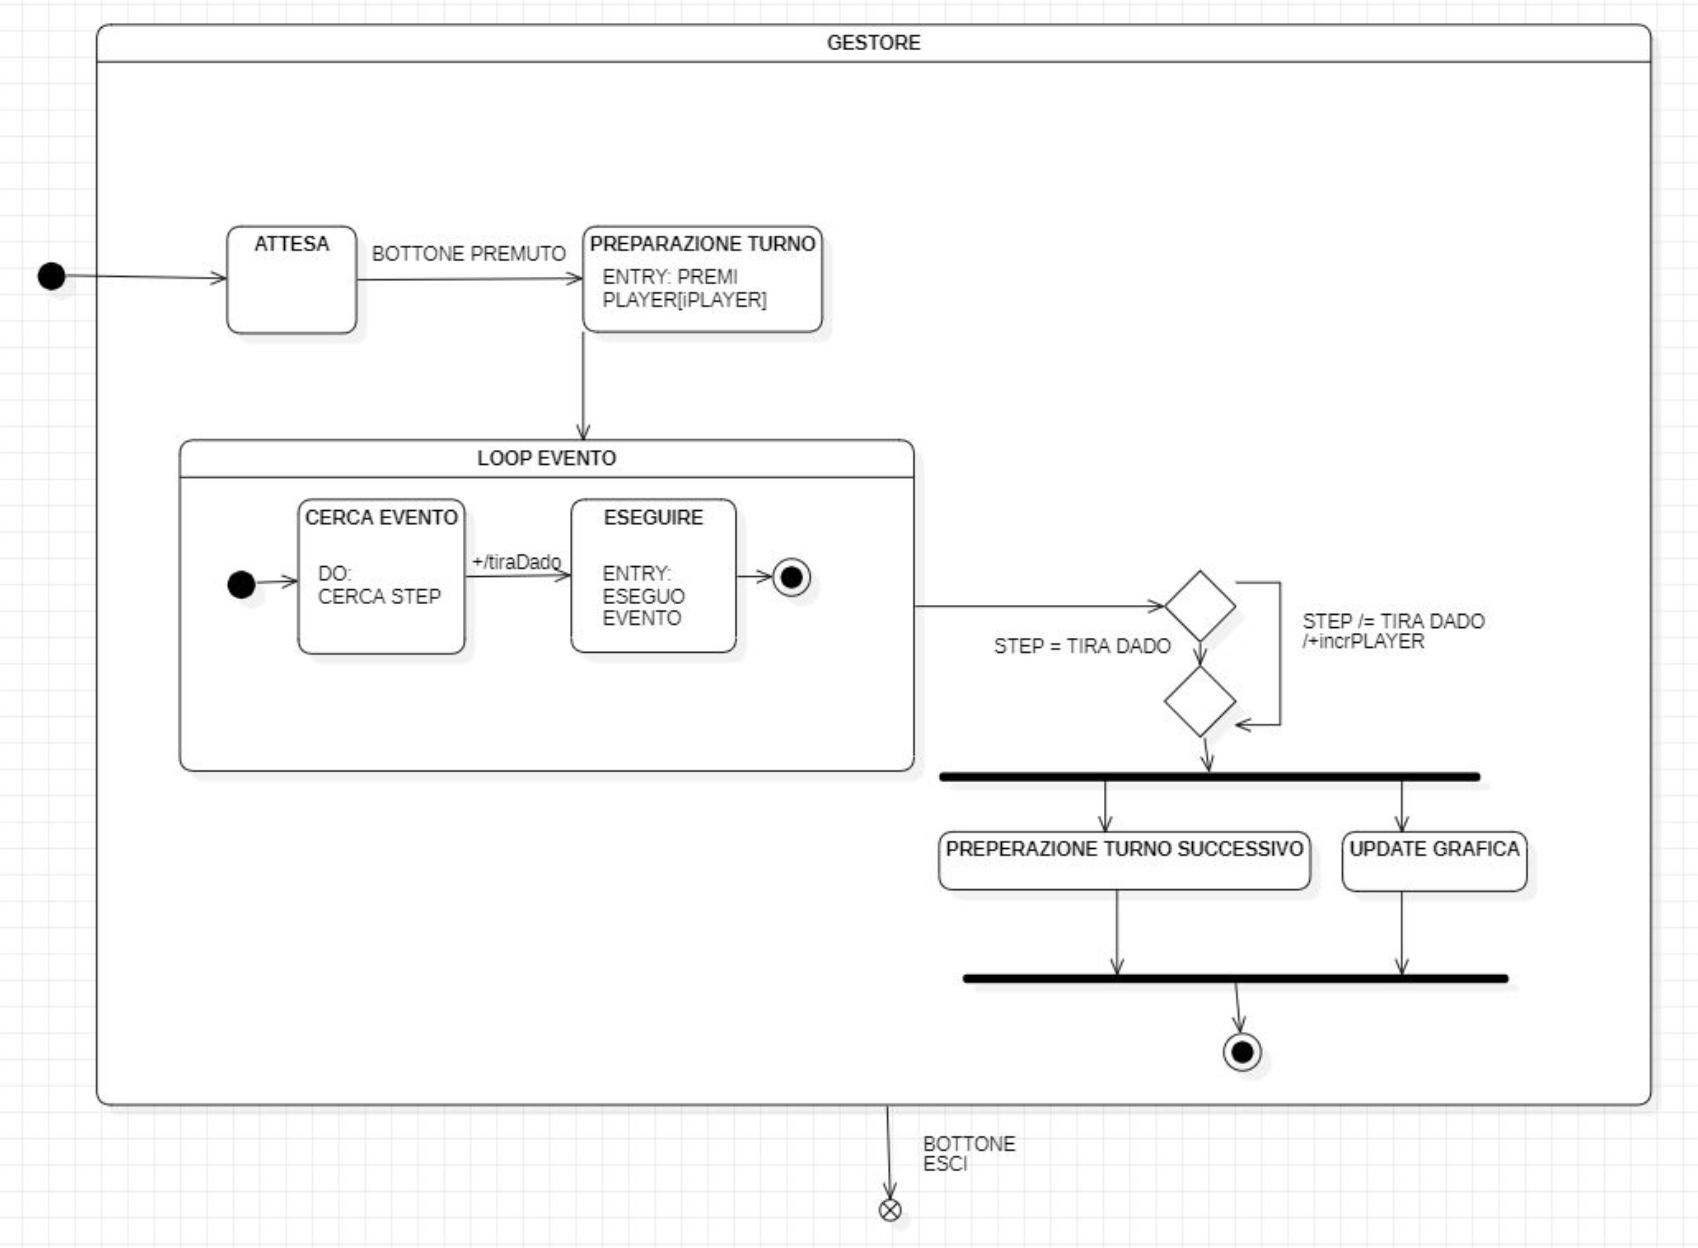 GESTORE
ATTESA
BOTTONE PREMUTO
PREPARAZIONE TURNO
ENTRY: PREMI
PLAYER[iPLAYER]
LOOP EVENTO
CERCA EVENTO
DO:
CERCA STEP
+/tiraDado
ESEGUIRE
ENTRY:
ESEGUO
EVENTO
STEP = TIRA DADO
STEP /= TIRA DADO
/+incrPLAYER
PREPERAZIONE TURNO SUCCESSIVO
UPDATE GRAFICA
BOTTONE
ESCI